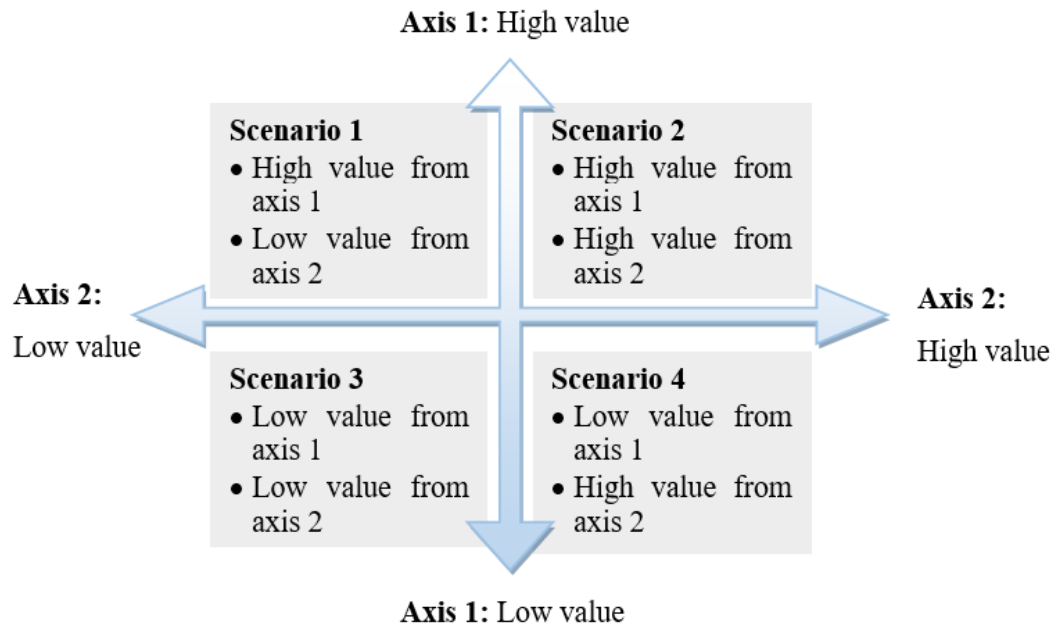 Axis 1: High value
Scenario 1
• High value from
axis 1
• Low value from
axis 2
Scenario 2
• High value from
axis 1
• High value from
axis 2
Axis 2:
Low value
Axis 2:
High value
Scenario 3
• Low value from
axis 1
• Low value from
axis 2
Scenario 4
• Low value from
axis 1
• High value from
axis 2
Axis 1: Low value